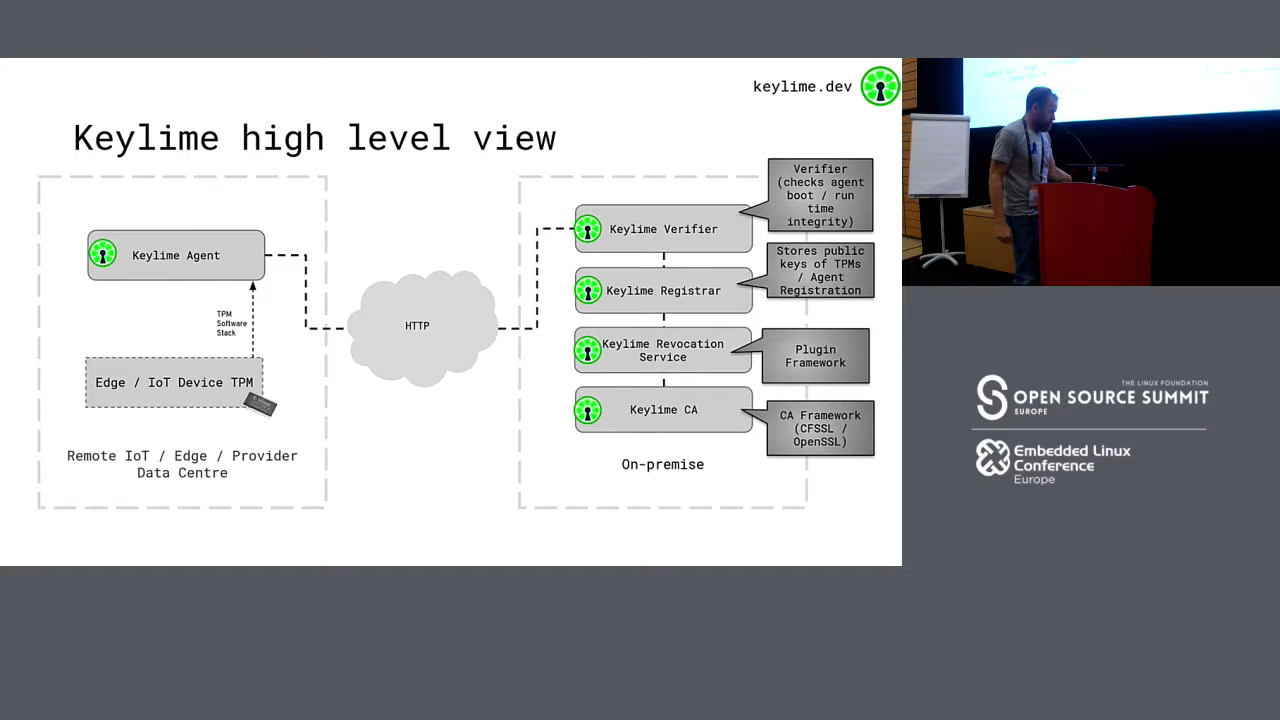 keylime.dev
Keylime high level view
Keylime Agent
TPM
Software
Stack
Edge / IoT Device TPM
Remote IoT / Edge / Provider
Data Centre
HTTP
Keylime Verifier
Verifier
(checks agent
boot / run
time
integrity)
Keylime Registrar
Stores public
keys of TPMs
/ Agent
Registration
Keylime Revocation
Service
Plugin
Framework
Keylime CA
CA Framework
(CFSSL /
OpenSSL)
On-premise
THE LINUX FOUNDATION
OPEN SOURCE SUMMIT
EUROPE
Embedded Linux
Conference
Europe